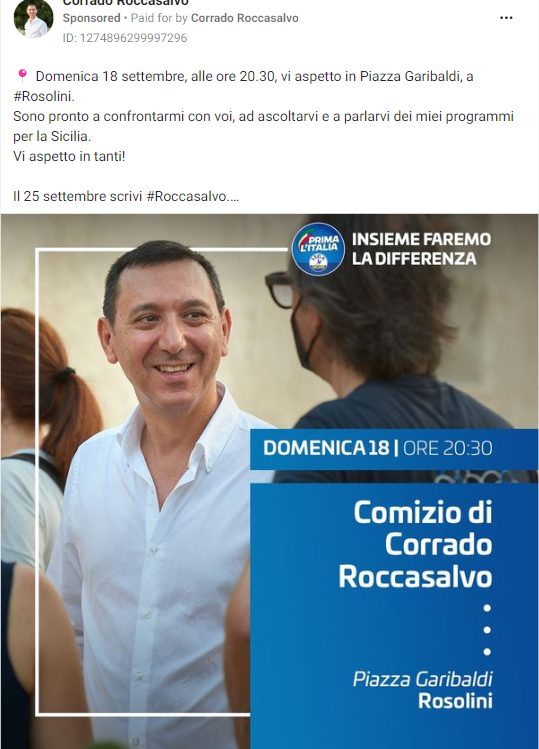 Corrado Roccasalvo
Sponsored • Paid for by Corrado Roccasalvo
ID: 1274896299997296
Domenica 18 settembre, alle ore 20.30, vi aspetto in Piazza Garibaldi, a
#Rosolini.
Sono pronto a confrontarmi con voi, ad ascoltarvi e a parlarvi dei miei programmi
per la Sicilia.
Vi aspetto in tanti!
Il 25 settembre scrivi #Roccasalvo....
PRIMA
L'ITALIA
INSIEME FAREMO
LA DIFFERENZA
DOMENICA 18 | ORE 20:30
Comizio di
Corrado
Roccasalvo
Piazza Garibaldi
Rosolini